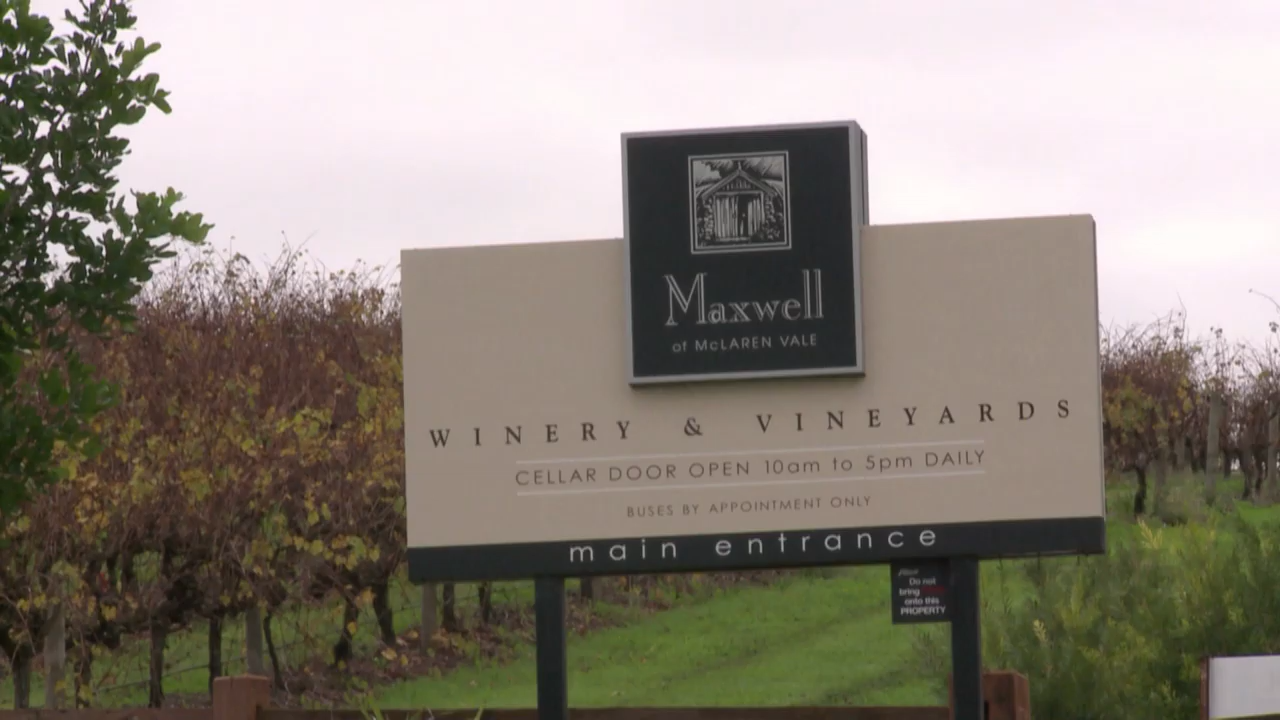 Maxwell
of McLAREN VALE
WINERY & VINEYARDS
CELLAR DOOR OPEN 10am to 5pm DAILY
BUSES BY APPOINTMENT ONLY
main entrance
Please
Do not
bring
onto this
PROPERTY